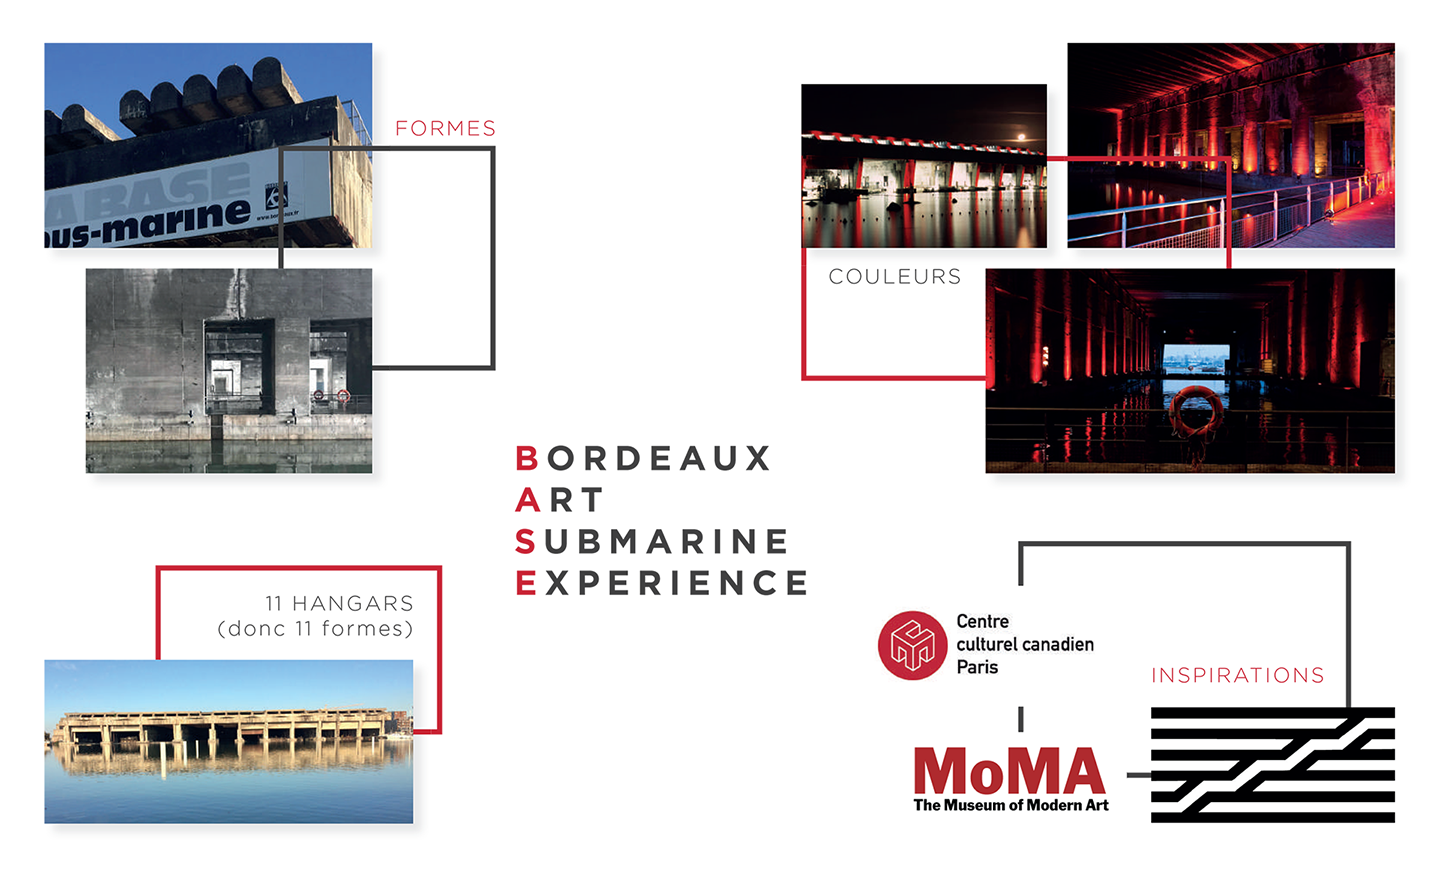 FORMES
ABASE
ous-marine
COULEURS
BORDEAUX
ART
SUBMARINE
EXPERIENCE
11 HANGARS
(donc 11 formes)
Centre
culturel canadien
Paris
INSPIRATIONS
MoMA
The Museum of Modern Art